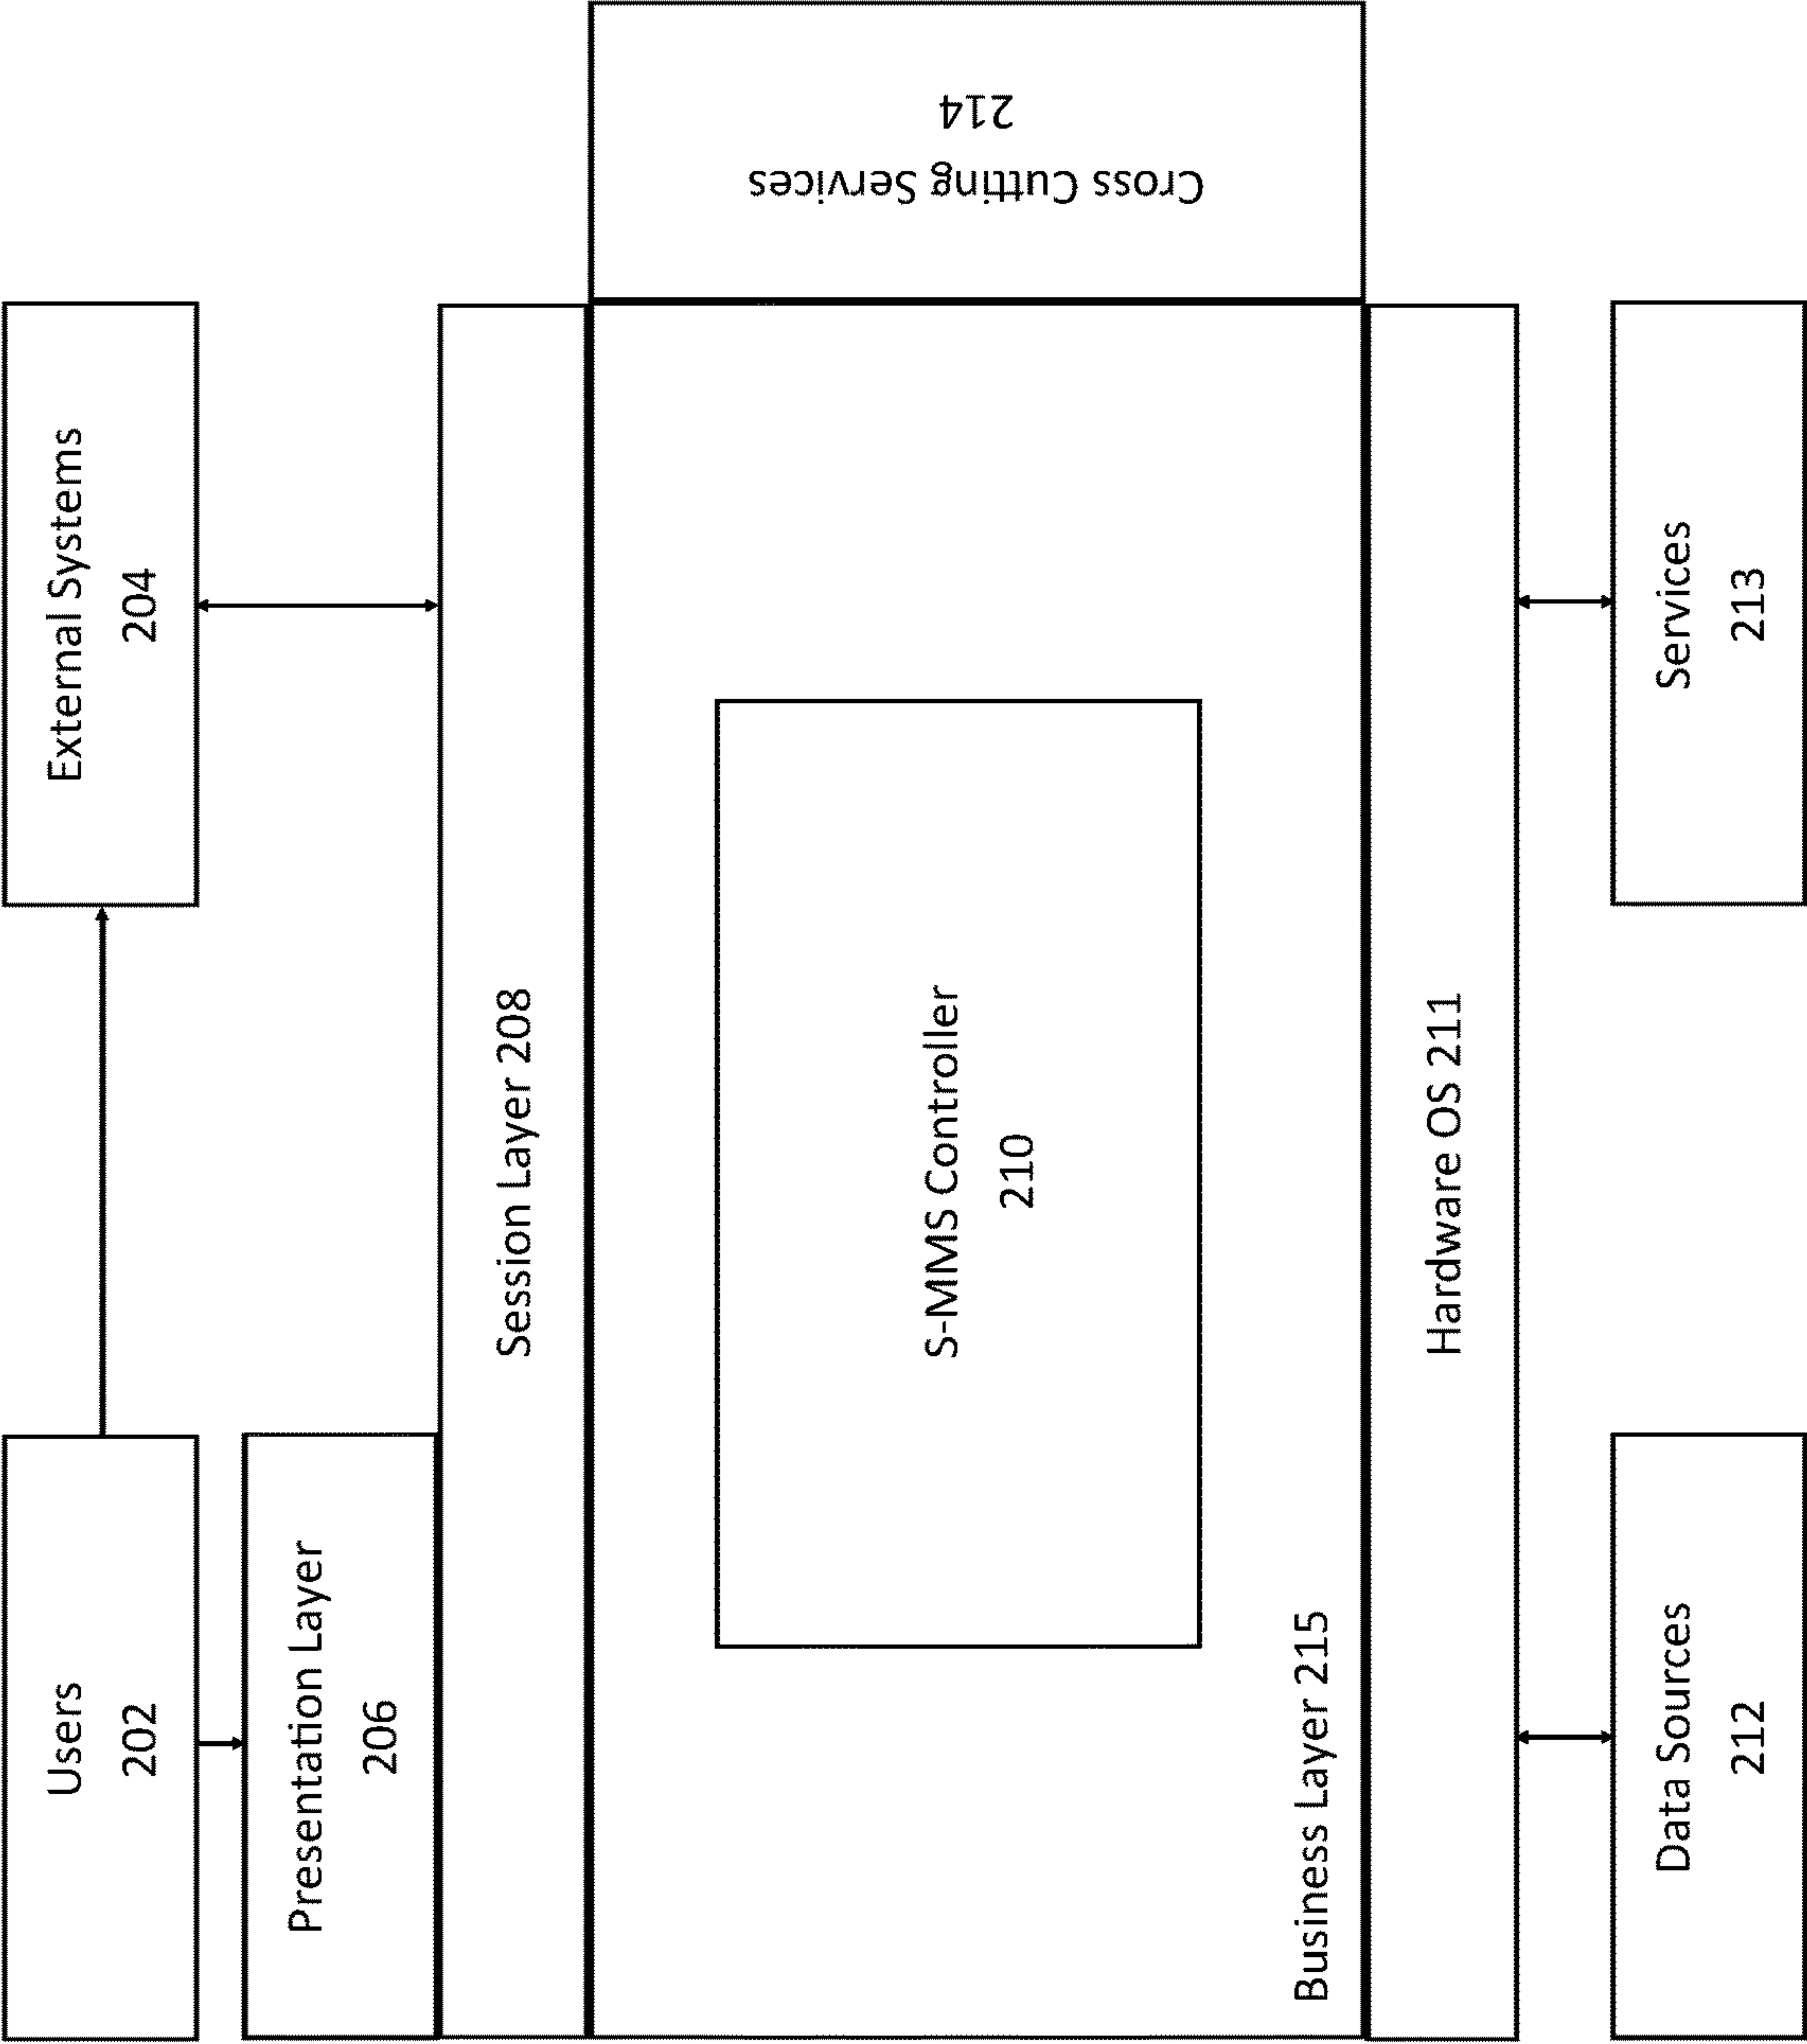 Users
202
External Systems
204
Presentation Layer
206
Session Layer 208
S-MMS Controller
210
Business Layer 215
Cross Cutting Services
214
Hardware OS 211
Data Sources
212
Services
213